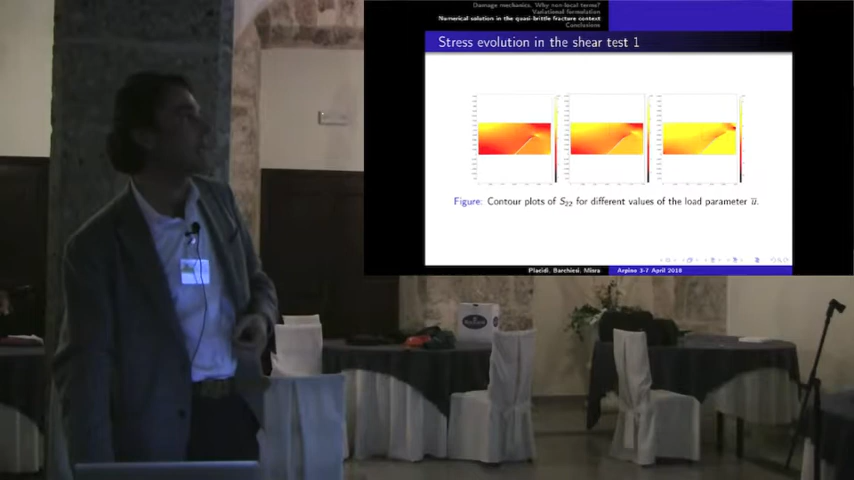 Damage mechanics. Why non-local terms?
Variational formulation
Numerical solution in the quasi-brittle fracture context
Conclusions
Stress evolution in the shear test 1
Figure: Contour plots of S₂₂ for different values of the load parameter u̅.
Placidi, Barchiesi, Misra
Arpino 3-7 April 2018